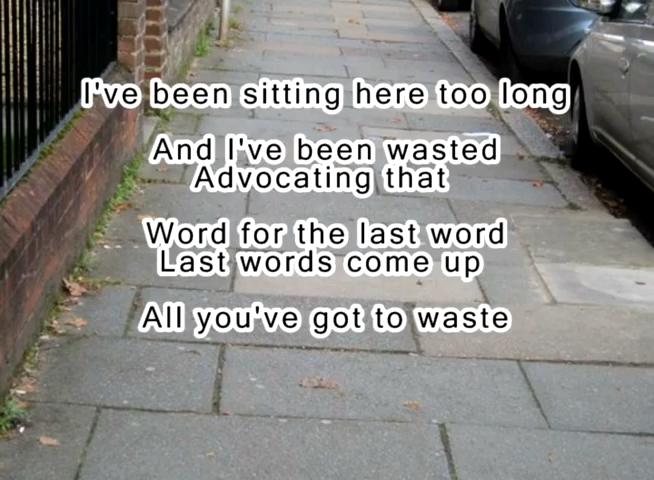 I've been sitting here too long
And I've been wasted
Advocating that
Word for the last word
Last words come up
All you've got to waste